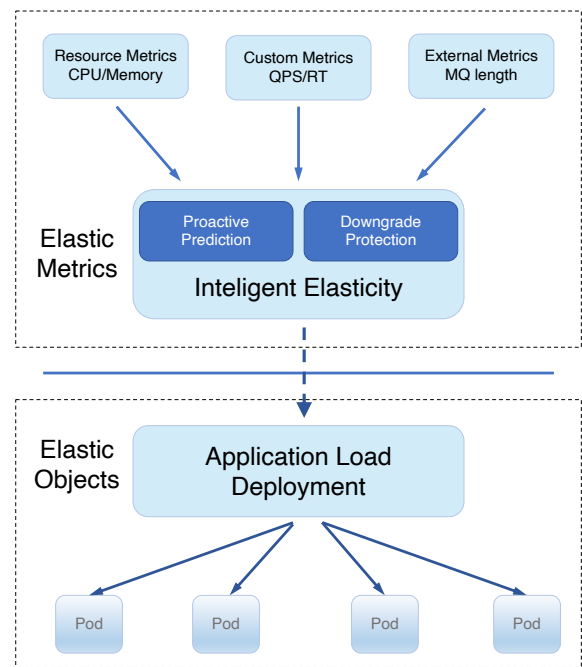 Resource Metrics
CPU/Memory
Custom Metrics
QPS/RT
External Metrics
MQ length
Elastic
Metrics
Proactive
Prediction
Downgrade
Protection
Inteligent Elasticity
Elastic
Objects
Application Load
Deployment
Pod
Pod
Pod
Pod